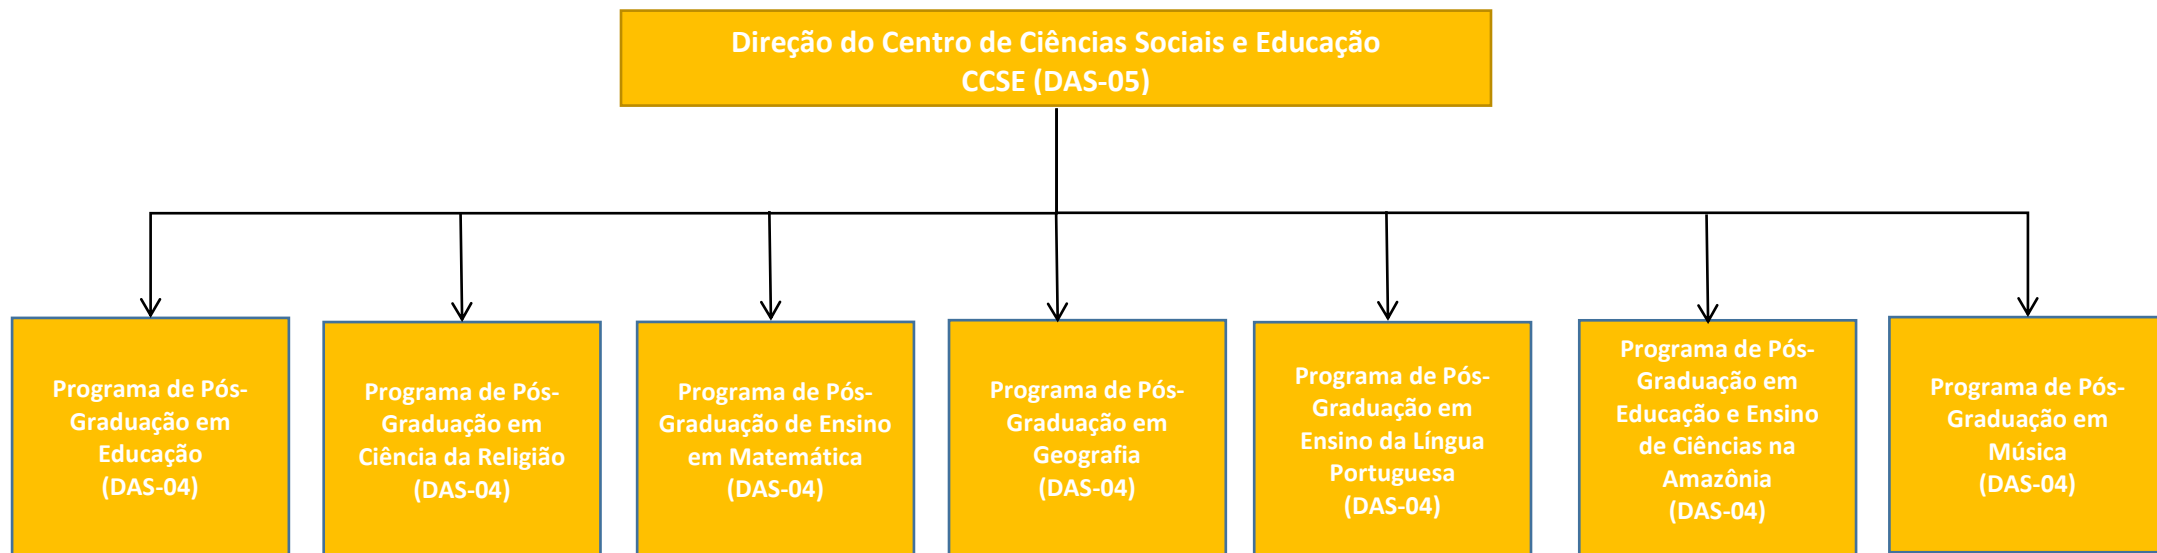 Direção do Centro de Ciências Sociais e Educação
CCSE (DAS-05)
Programa de Pós-
Graduação em
Educação
(DAS-04)
Programa de Pós-
Graduação em
Ciência da Religião
(DAS-04)
Programa de Pós-
Graduação de Ensino
em Matemática
(DAS-04)
Programa de Pós-
Graduação em
Geografia
(DAS-04)
Programa de Pós-
Graduação em
Ensino da Língua
Portuguesa
(DAS-04)
Programa de Pós-
Graduação em
Educação e Ensino
de Ciências na
Amazônia
(DAS-04)
Programa de Pós-
Graduação em
Música
(DAS-04)